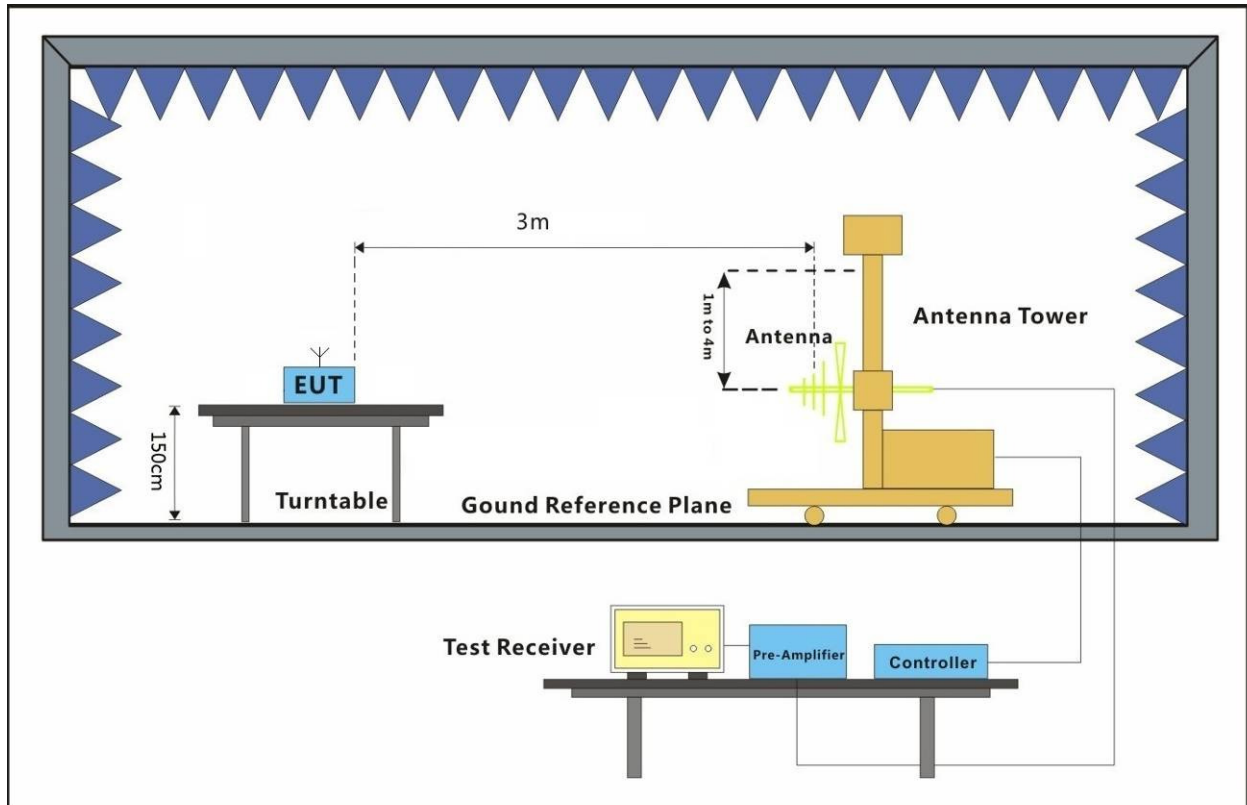 3m
1m to 4m
Antenna
Antenna Tower
EUT
150cm
Turntable
Gound Reference Plane
Test Receiver
Pre-Amplifier
Controller